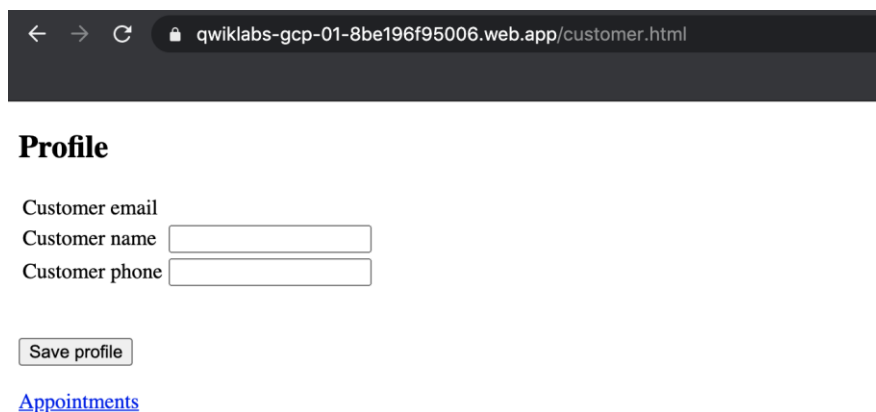 qwiklabs-gcp-01-8be196f95006.web.app/customer.html
Profile
Customer email
Customer name
Customer phone
Save profile
Appointments